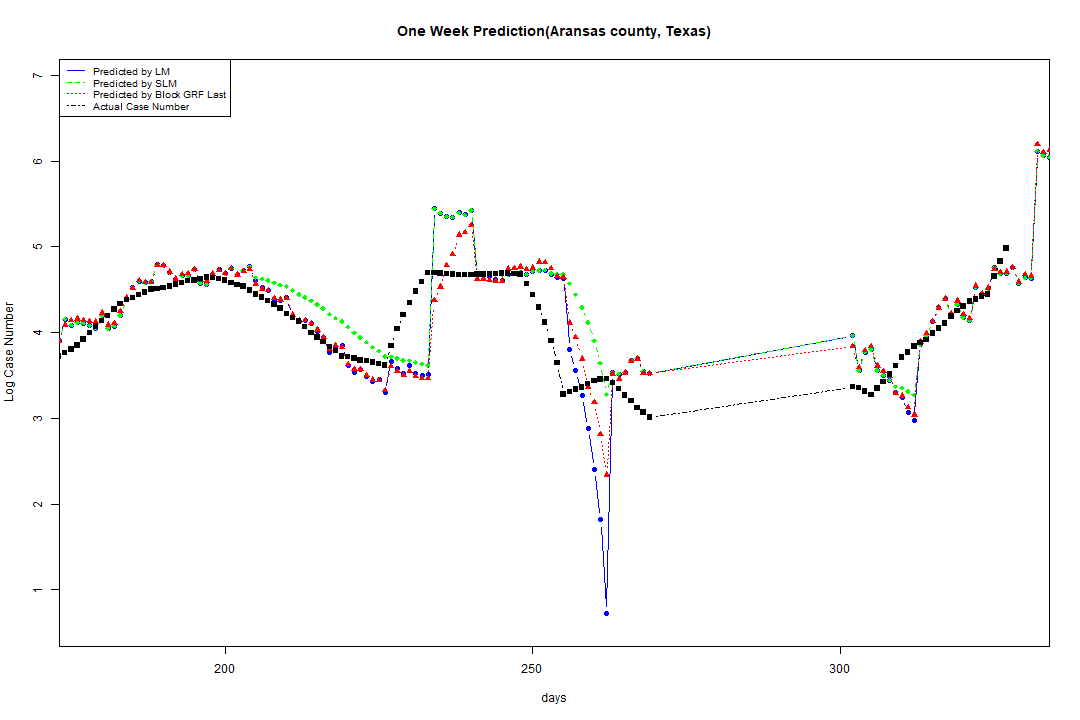 One Week Prediction(Aransas county, Texas)
Predicted by LM
Predicted by SLM
Predicted by Block GRF Last
Actual Case Number
7
6
5
4
3
2
1
Log Case Number
200
250
300
days